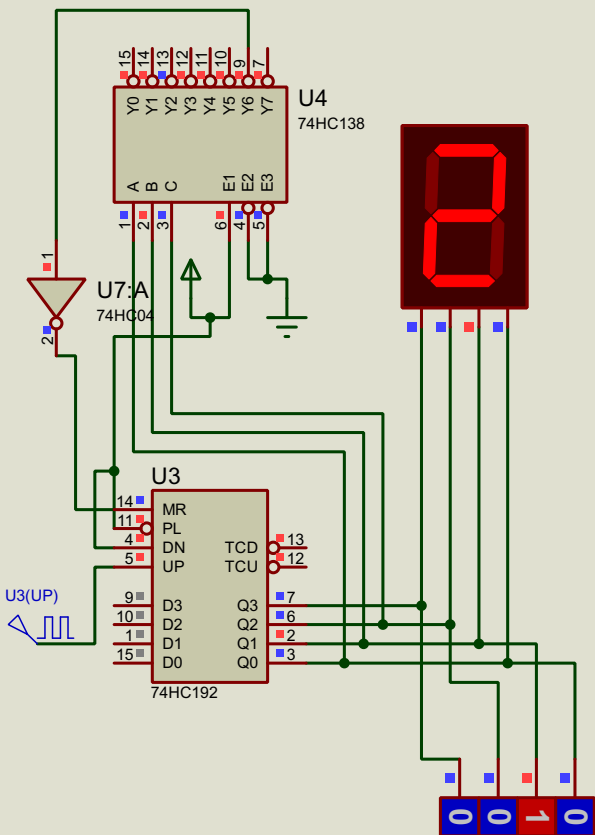 15 14 13 12 11 10 9 7
Y0 Y1 Y2 Y3 Y4 Y5 Y6 Y7
U4
74HC138
A B C E1 E2 E3
1 2 3 6 4 5
1
U7:A
74HC04
2
U3
14 MR
11 PL
4 DN TCD 13
5 UP TCU 12
U3(UP)
9 D3 Q3 7
10 D2 Q2 6
1 D1 Q1 2
15 D0 Q0 3
74HC192
0 0 1 0